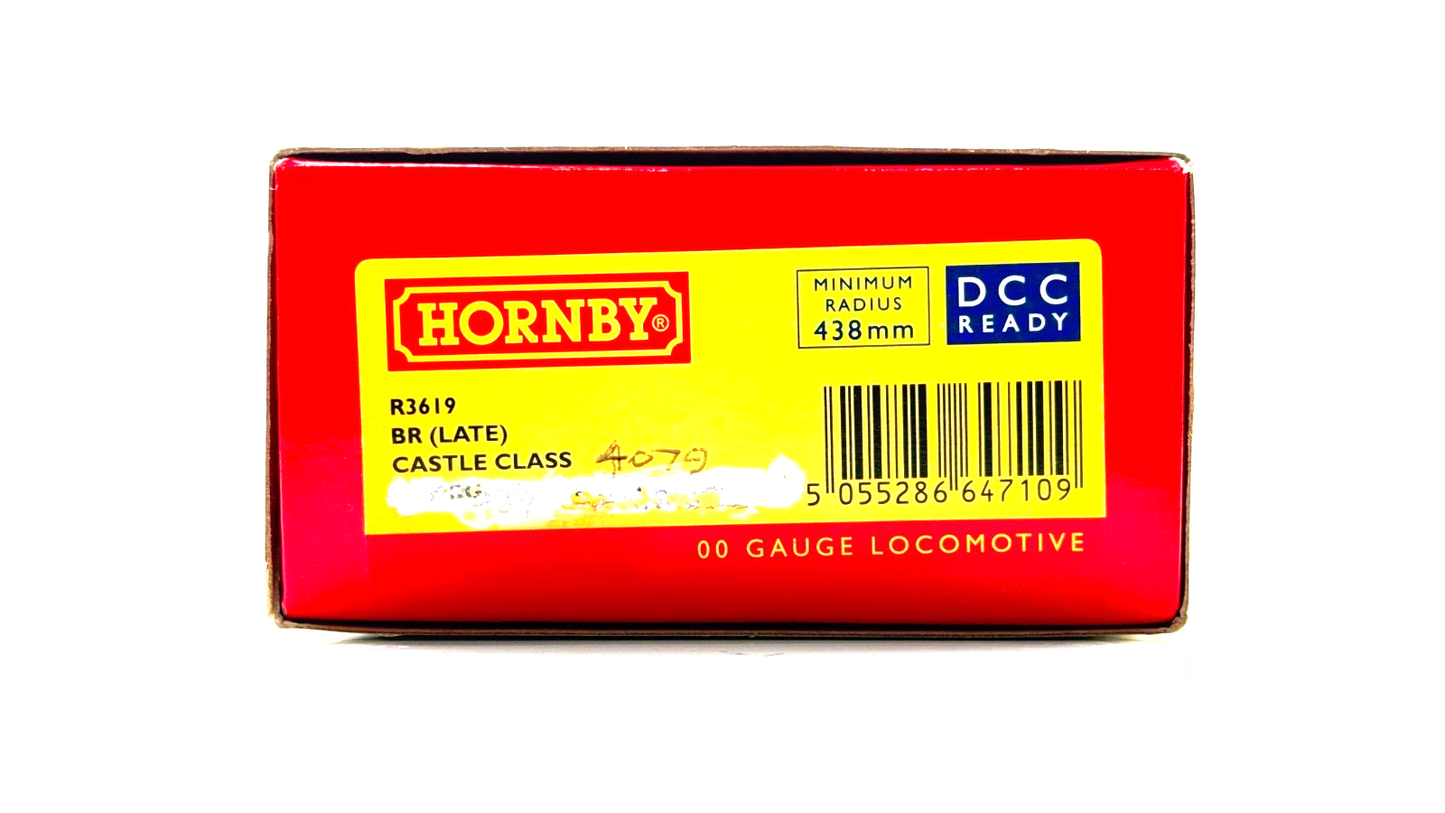 HORNBY®
MINIMUM
RADIUS
438mm
DCC
READY
R3619
BR (LATE)
CASTLE CLASS 4079
5 055286 647109
00 GAUGE LOCOMOTIVE